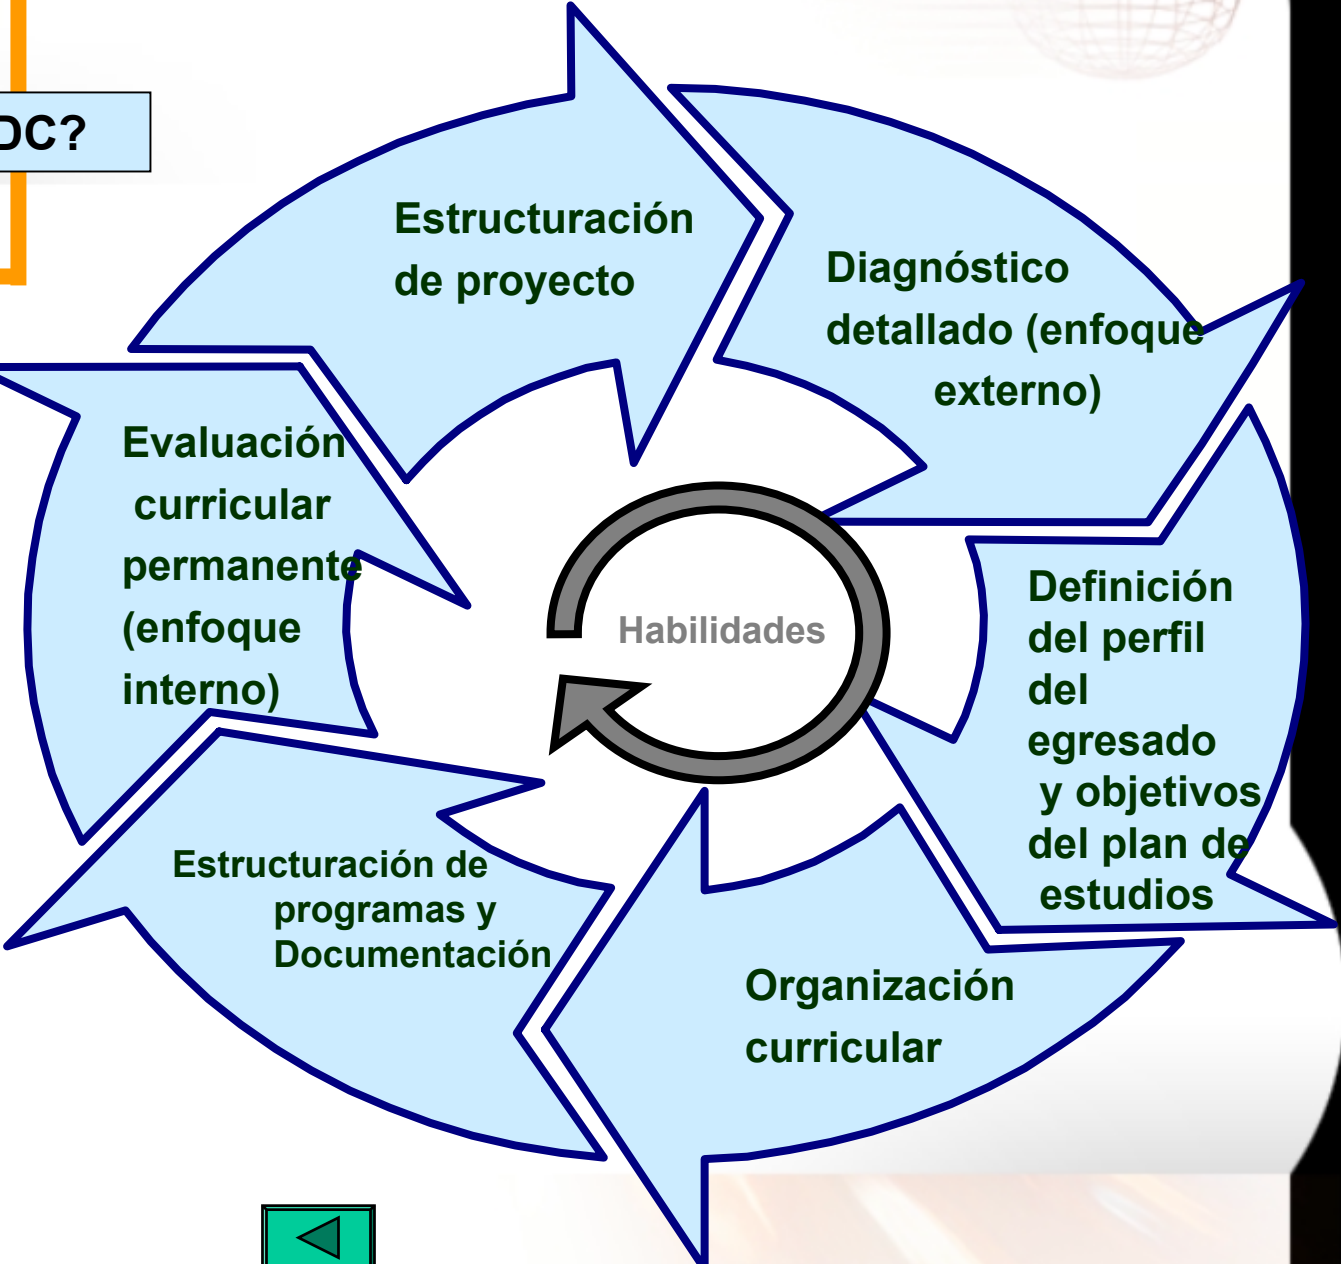 DC?
Estructuración
de proyecto
Diagnóstico
detallado (enfoque
externo)
Evaluación
curricular
permanente
(enfoque
interno)
Habilidades
Definición
del perfil
del
egresado
y objetivos
del plan de
estudios
Estructuración de
programas y
Documentación
Organización
curricular